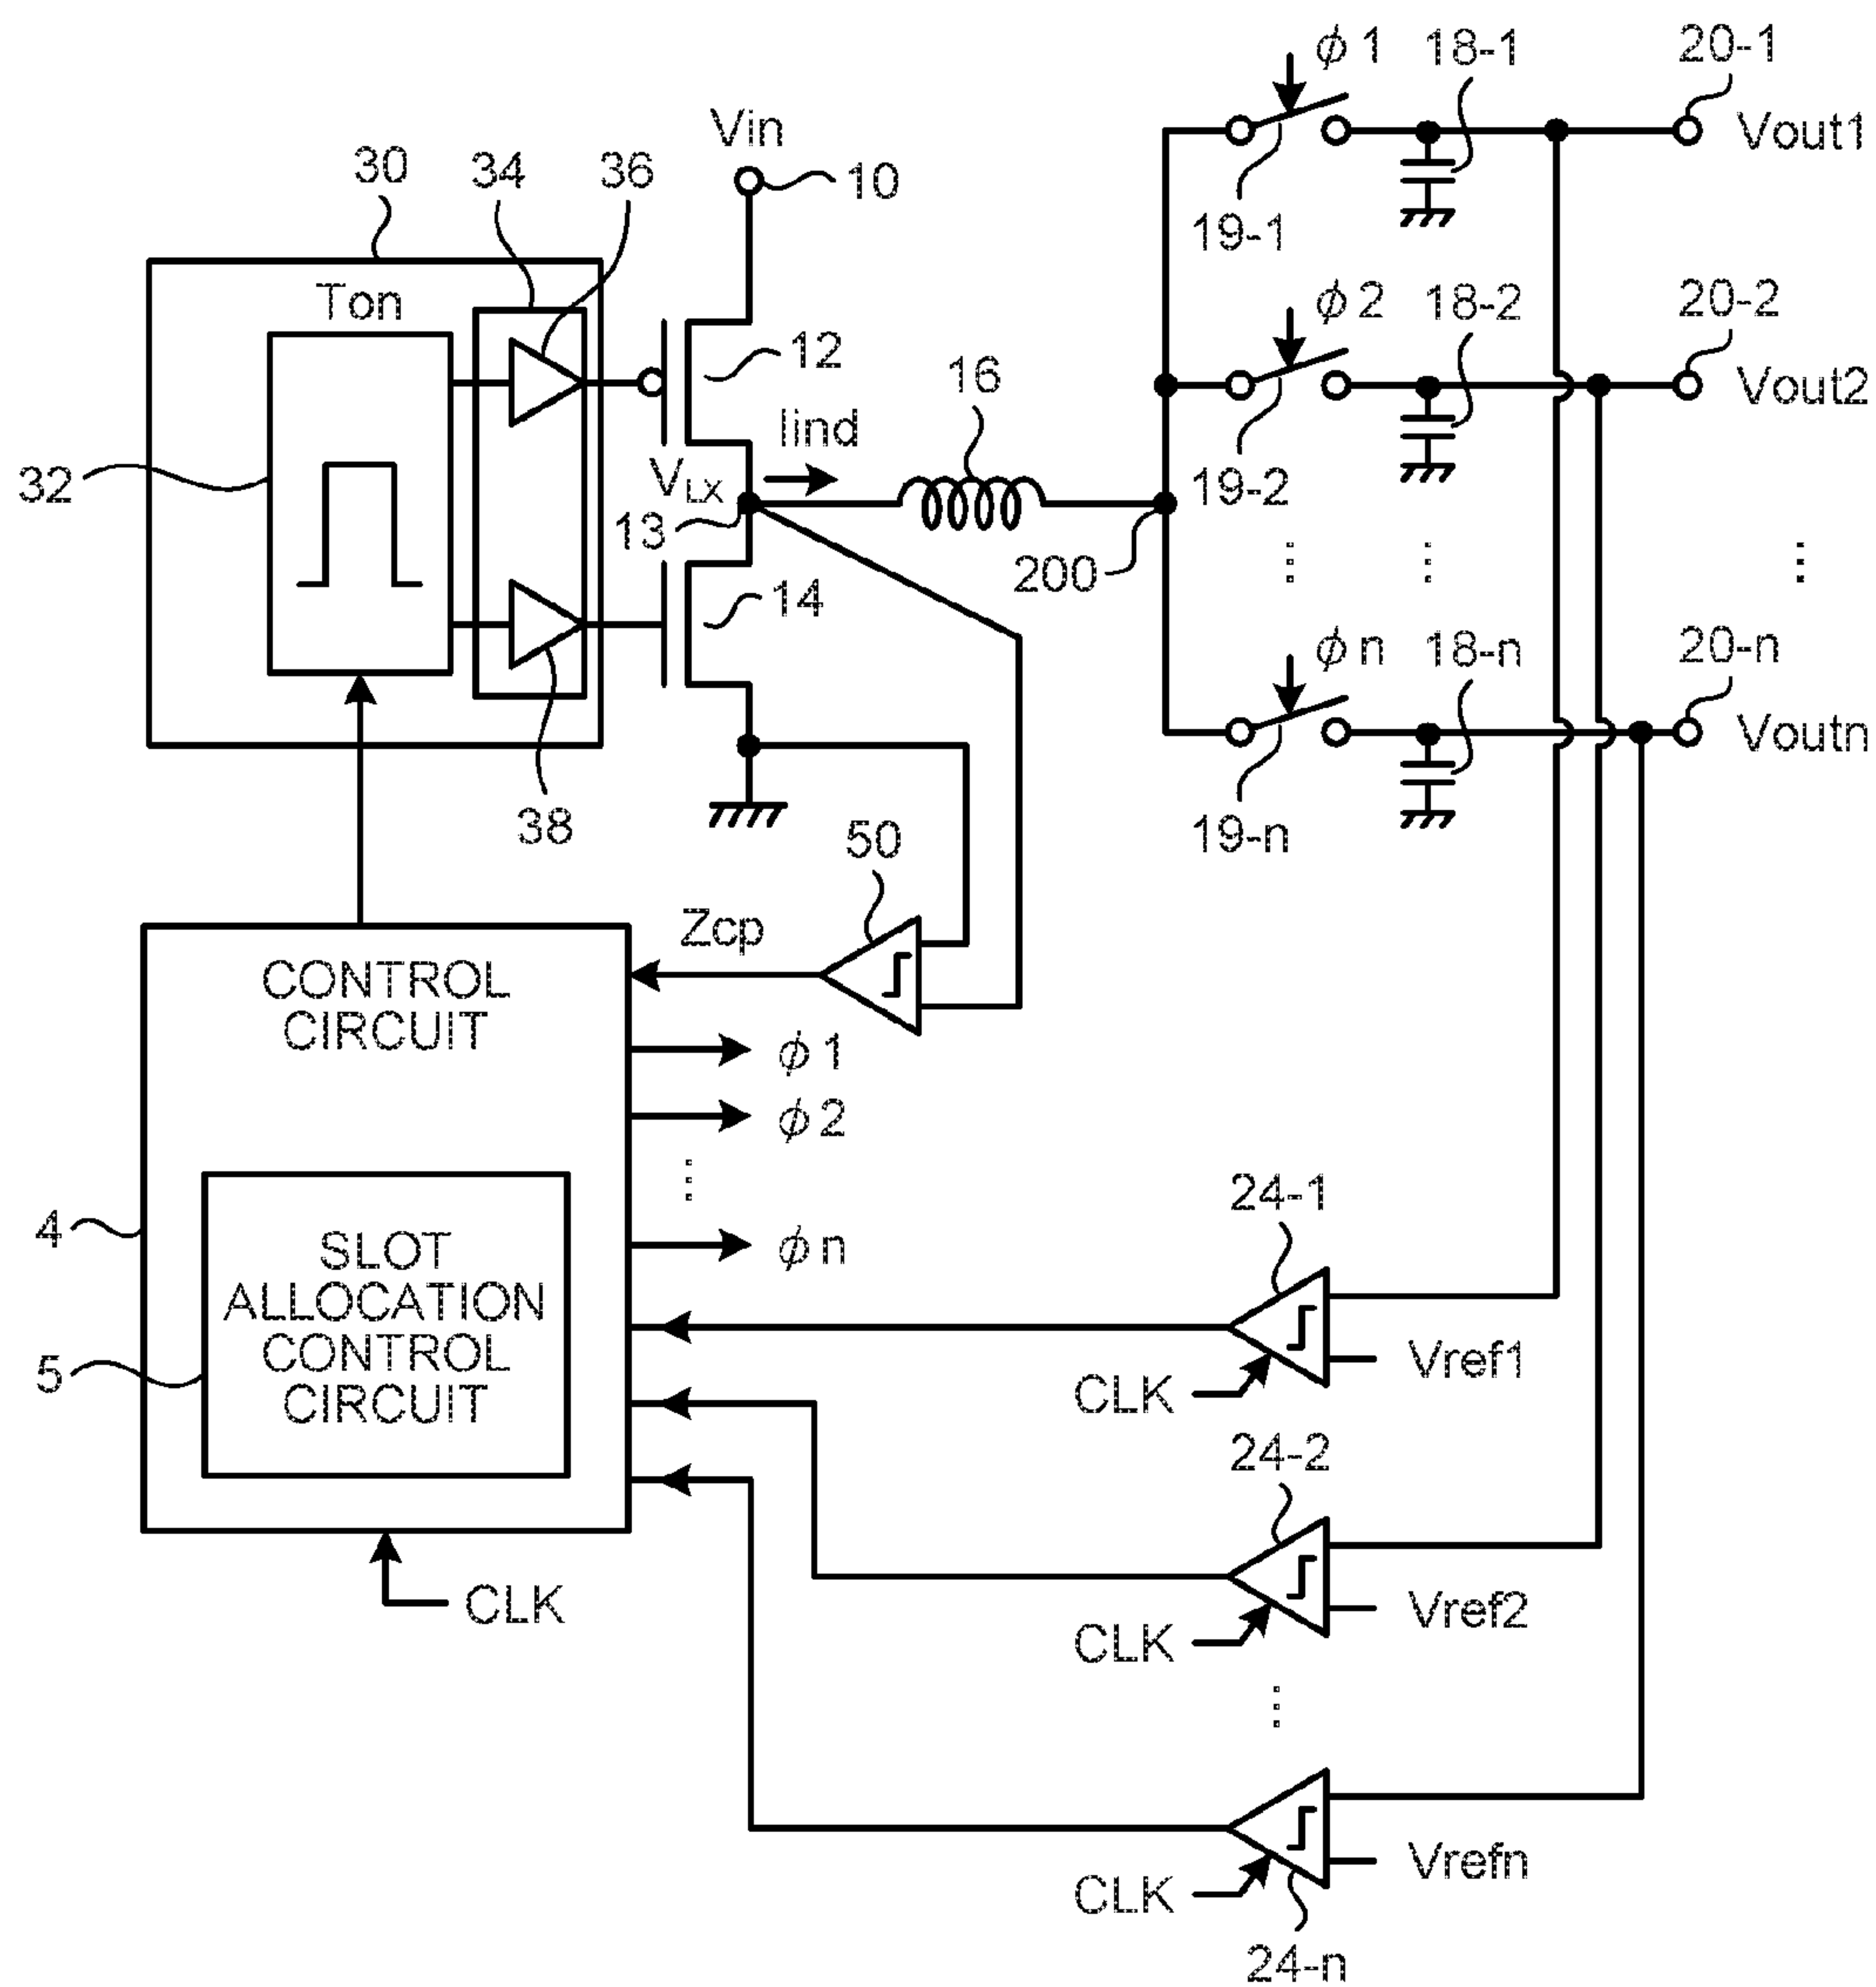 φ1
18-1
20-1
Vin
Vout1
30
34
36
10
19-1
Ton
φ2
18-2
20-2
12
16
Vout2
Iind
32
VLX
19-2
13
200
14
φn
18-n
20-n
Voutn
38
50
19-n
Zcp
CONTROL
CIRCUIT
φ1
φ2
24-1
4
φn
SLOT
ALLOCATION
CONTROL
CIRCUIT
5
Vref1
CLK
24-2
CLK
Vref2
CLK
Vrefn
CLK
24-n